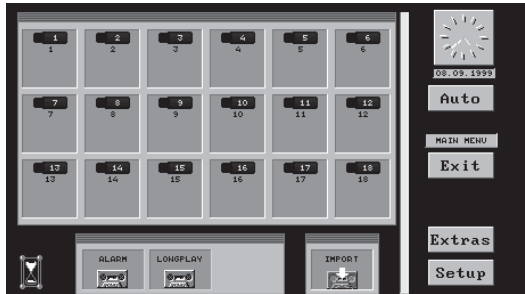 1 2 3 4 5 6
1 2 3 4 5 6
7 8 9 10 11 12
7 8 9 10 11 12
13 14 15 16 17 18
13 14 15 16 17 18
ALARM LONGPLAY IMPORT
08.09.1999
Auto
MAIN MENU
Exit
Extras
Setup